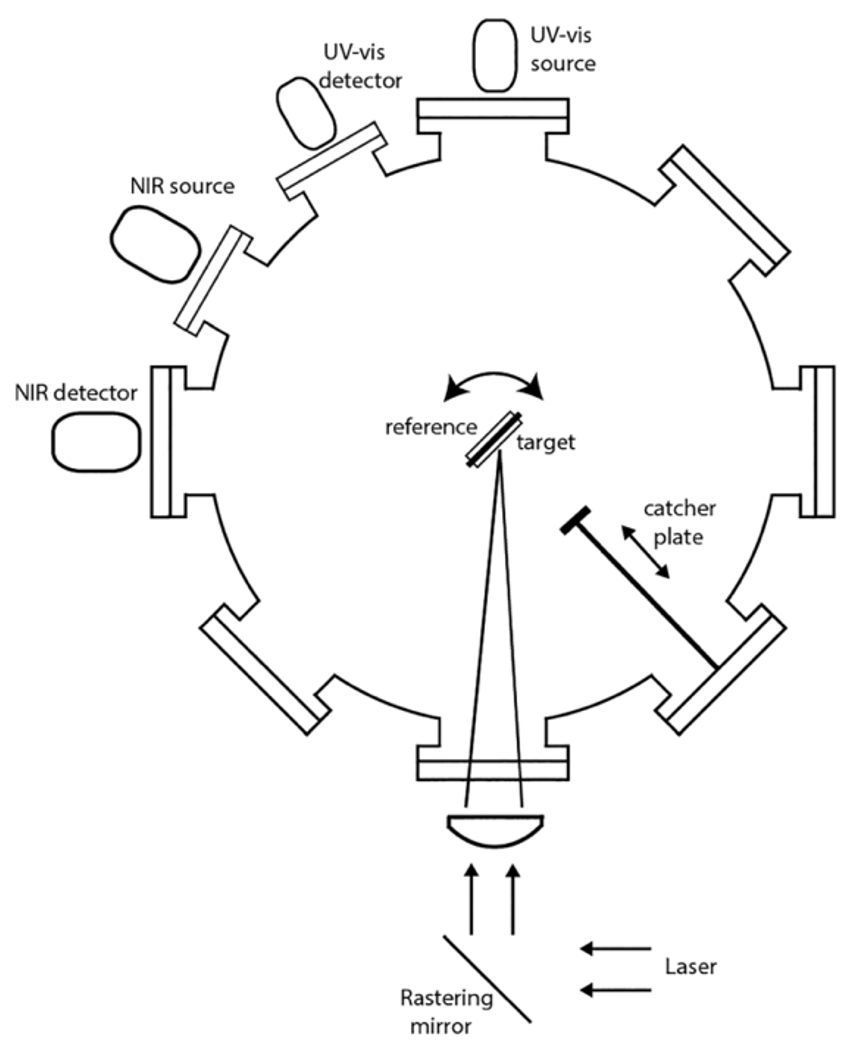 UV-vis
source
UV-vis
detector
NIR source
NIR detector
reference
target
catcher
plate
Laser
Rastering
mirror